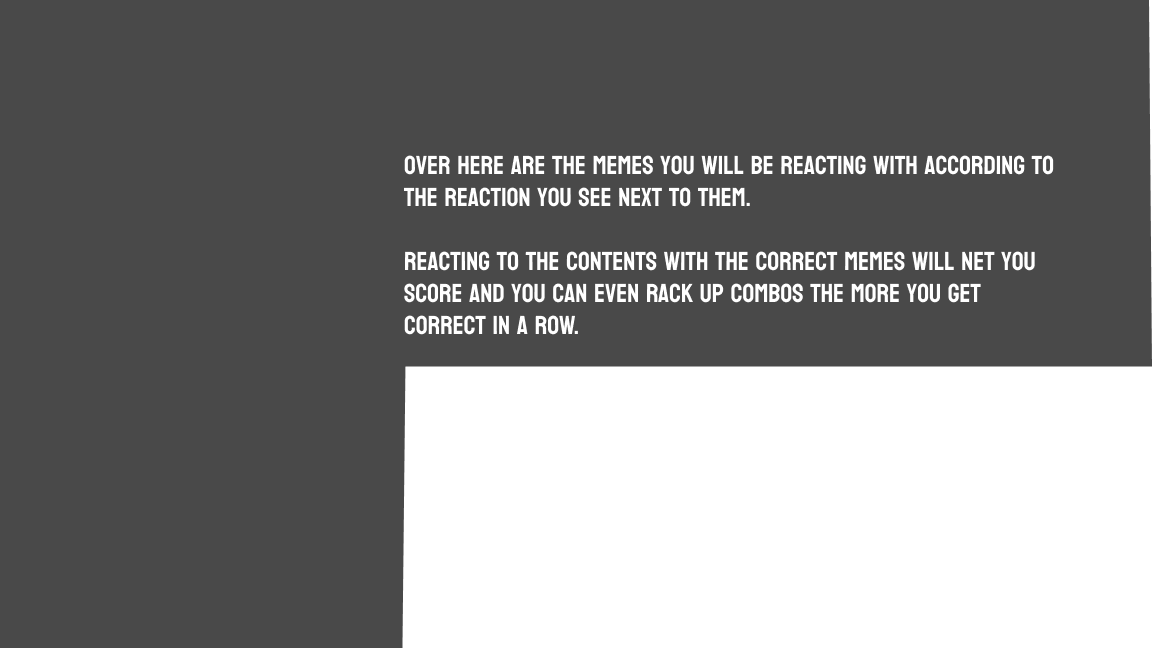 OVER HERE ARE THE MEMES YOU WILL BE REACTING WITH ACCORDING TO
THE REACTION YOU SEE NEXT TO THEM.
REACTING TO THE CONTENTS WITH THE CORRECT MEMES WILL NET YOU
SCORE AND YOU CAN EVEN RACK UP COMBOS THE MORE YOU GET
CORRECT IN A ROW.